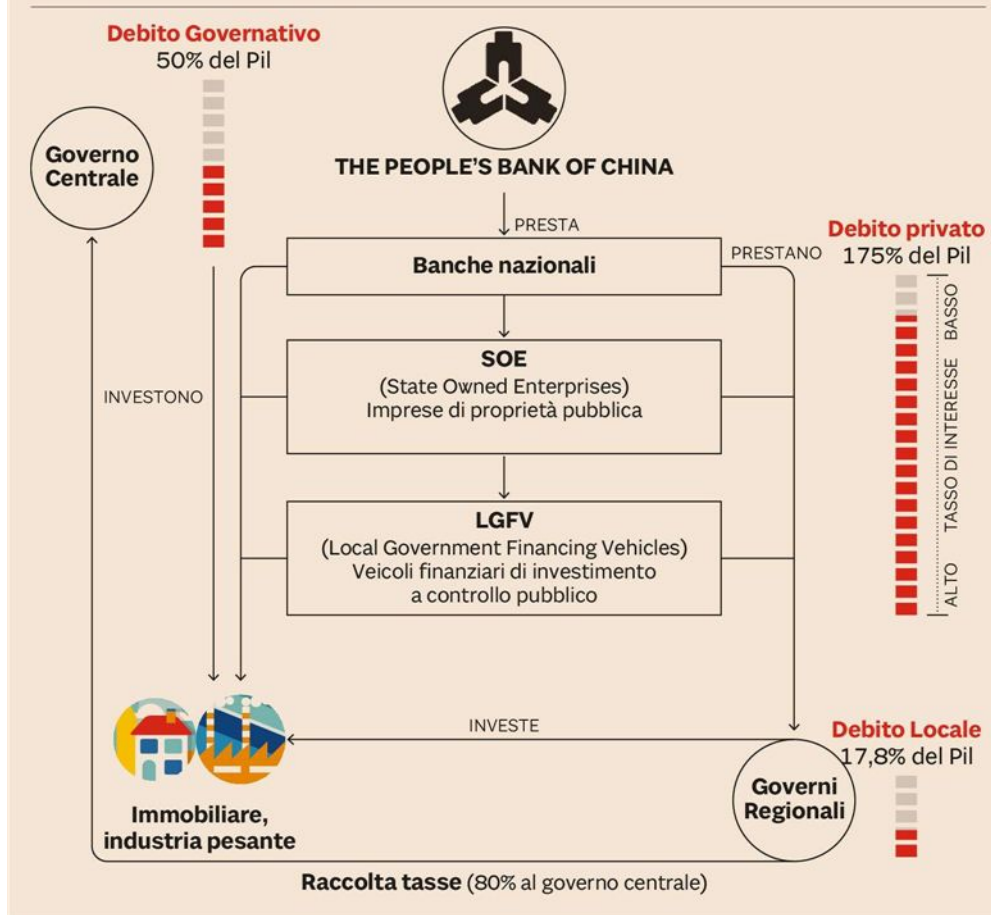 Debito Governativo
50% del Pil
Governo
Centrale
THE PEOPLE'S BANK OF CHINA
PRESTA
Banche nazionali
PRESTANO
Debito privato
175% del Pil
BASSO
TASSO DI INTERESSE
ALTO
SOE
(State Owned Enterprises)
Imprese di proprietà pubblica
INVESTONO
LGFV
(Local Government Financing Vehicles)
Veicoli finanziari di investimento
a controllo pubblico
INVESTE
Debito Locale
17,8% del Pil
Governi
Regionali
Immobiliare,
industria pesante
Raccolta tasse (80% al governo centrale)